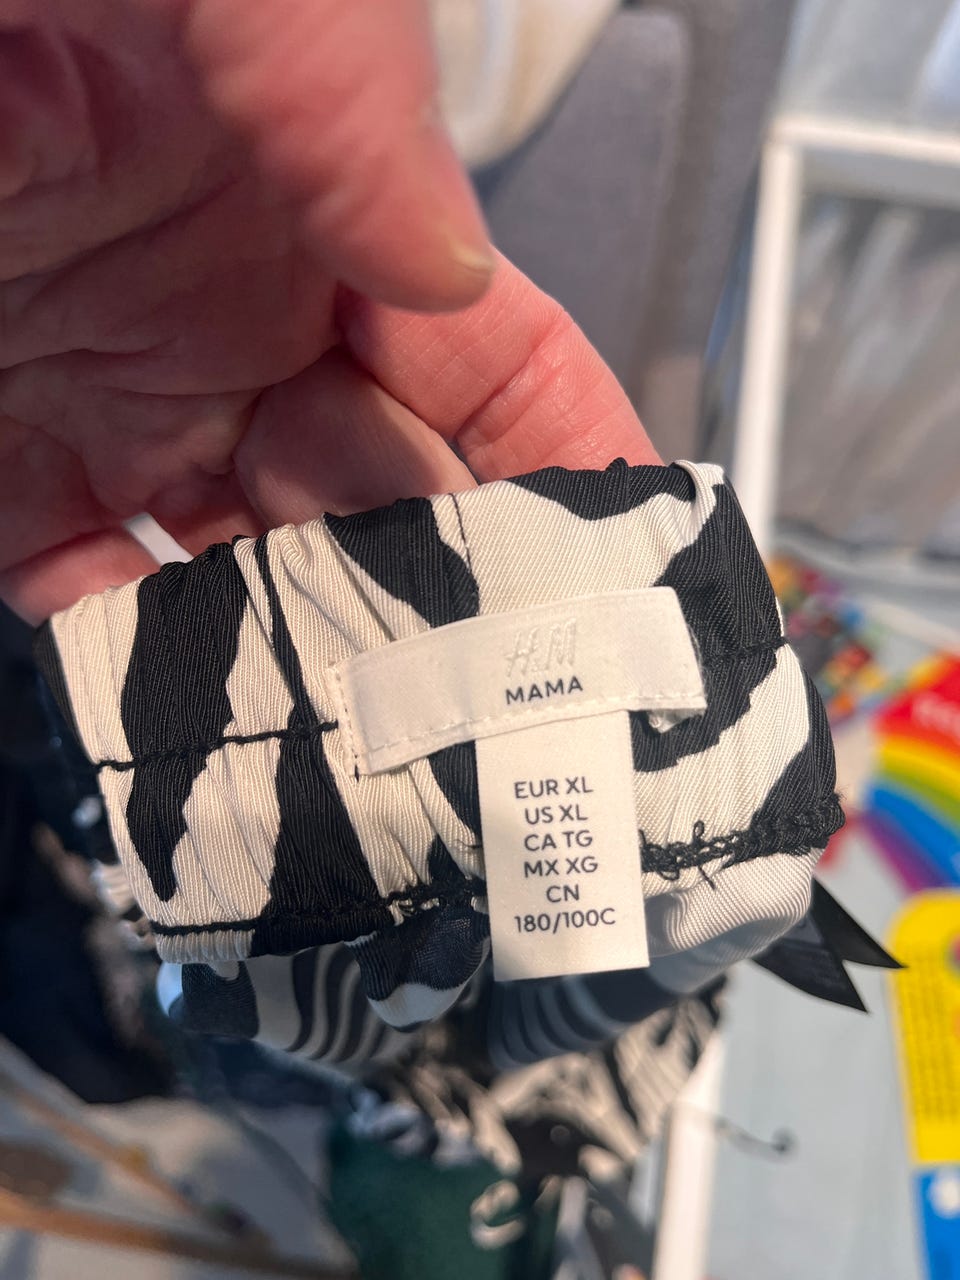 H&M
MAMA
EUR XL
US XL
CA TG
MX XG
CN
180/100C